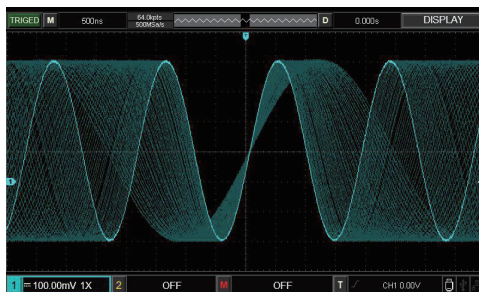 TRIGED M 500ns 64.0kpts 500MSa/s D 0.000s DISPLAY
T
1
1 100.00mV 1X 2 OFF M OFF T CH1 0.00V